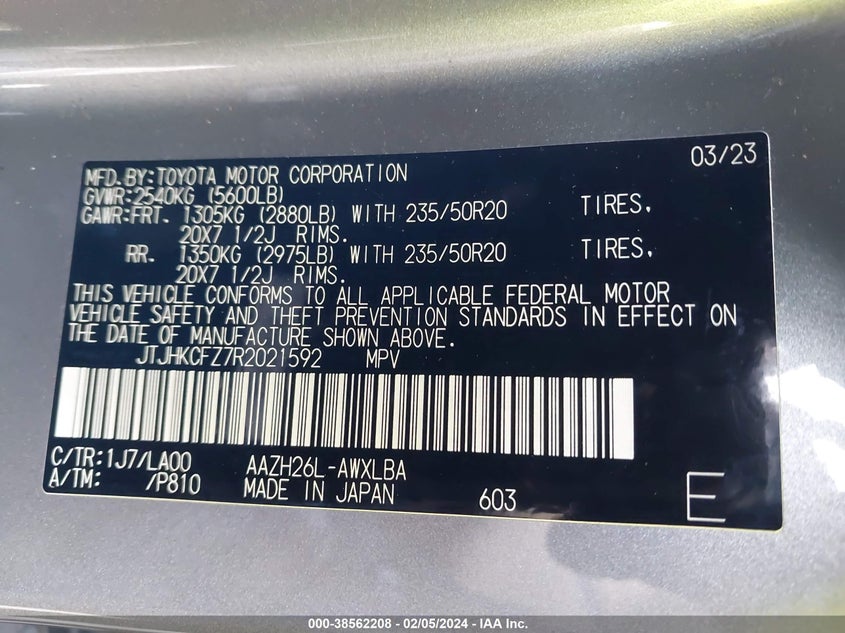 03/23
MFD.BY:TOYOTA MOTOR CORPORATION
GVWR:2540KG (5600LB)
GAWR:FRT. 1305KG (2880LB) WITH 235/50R20 TIRES,
20X7 1/2J RIMS.
RR. 1350KG (2975LB) WITH 235/50R20 TIRES,
20X7 1/2J RIMS.
THIS VEHICLE CONFORMS TO ALL APPLICABLE FEDERAL MOTOR
VEHICLE SAFETY AND THEFT PREVENTION STANDARDS IN EFFECT ON
THE DATE OF MANUFACTURE SHOWN ABOVE.
JTJHKCFZ7R2021592 MPV
C/TR:1J7/LA00 AAZH26L-AWXLBA
A/TM: /P810 MADE IN JAPAN 603 E
000-38562208 - 02/05/2024 - IAA Inc.